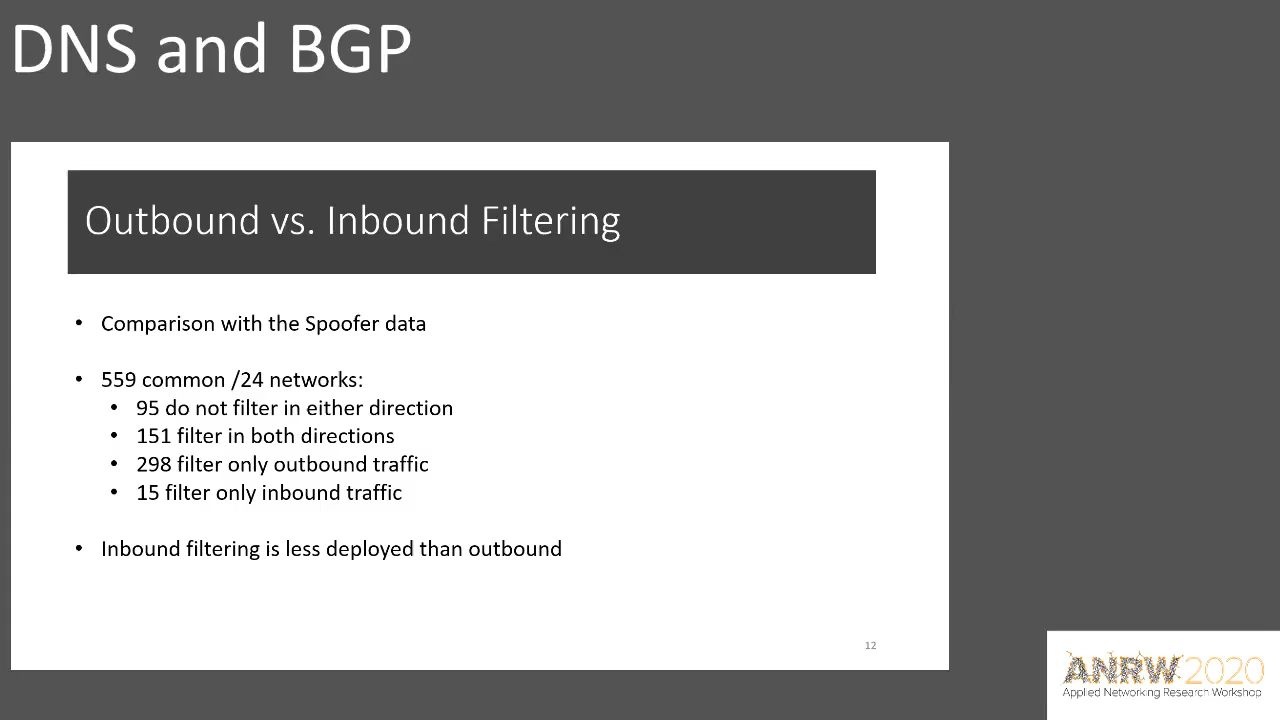 DNS and BGP
Outbound vs. Inbound Filtering
• Comparison with the Spoofer data
• 559 common /24 networks:
• 95 do not filter in either direction
• 151 filter in both directions
• 298 filter only outbound traffic
• 15 filter only inbound traffic
• Inbound filtering is less deployed than outbound
12
ANRW 2020
Applied Networking Research Workshop